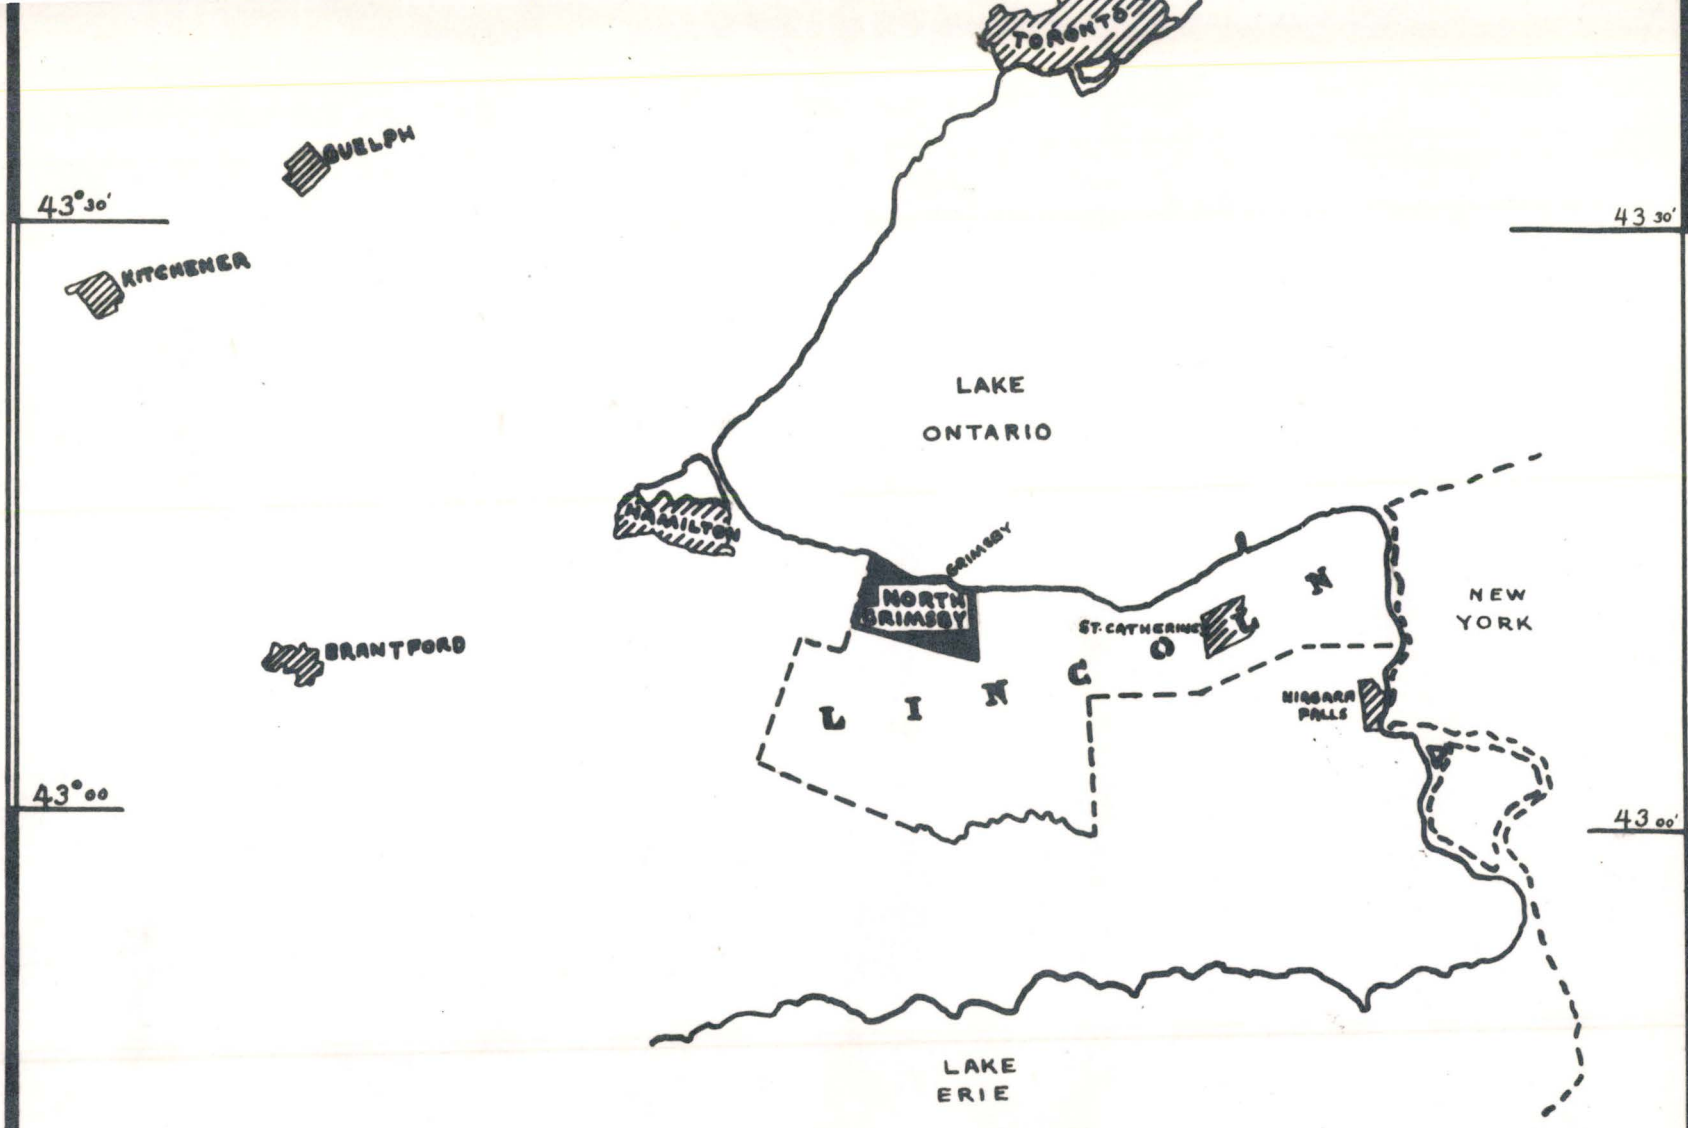 TORONTO
GUELPH
43°30'
43 30'
KITCHENER
LAKE
ONTARIO
HAMILTON
GRIMSBY
NORTH
GRIMSBY
NEW
YORK
ST. CATHERINES
BRANTFORD
LINCOLN
NIAGARA
FALLS
43°00
43 00'
LAKE
ERIE